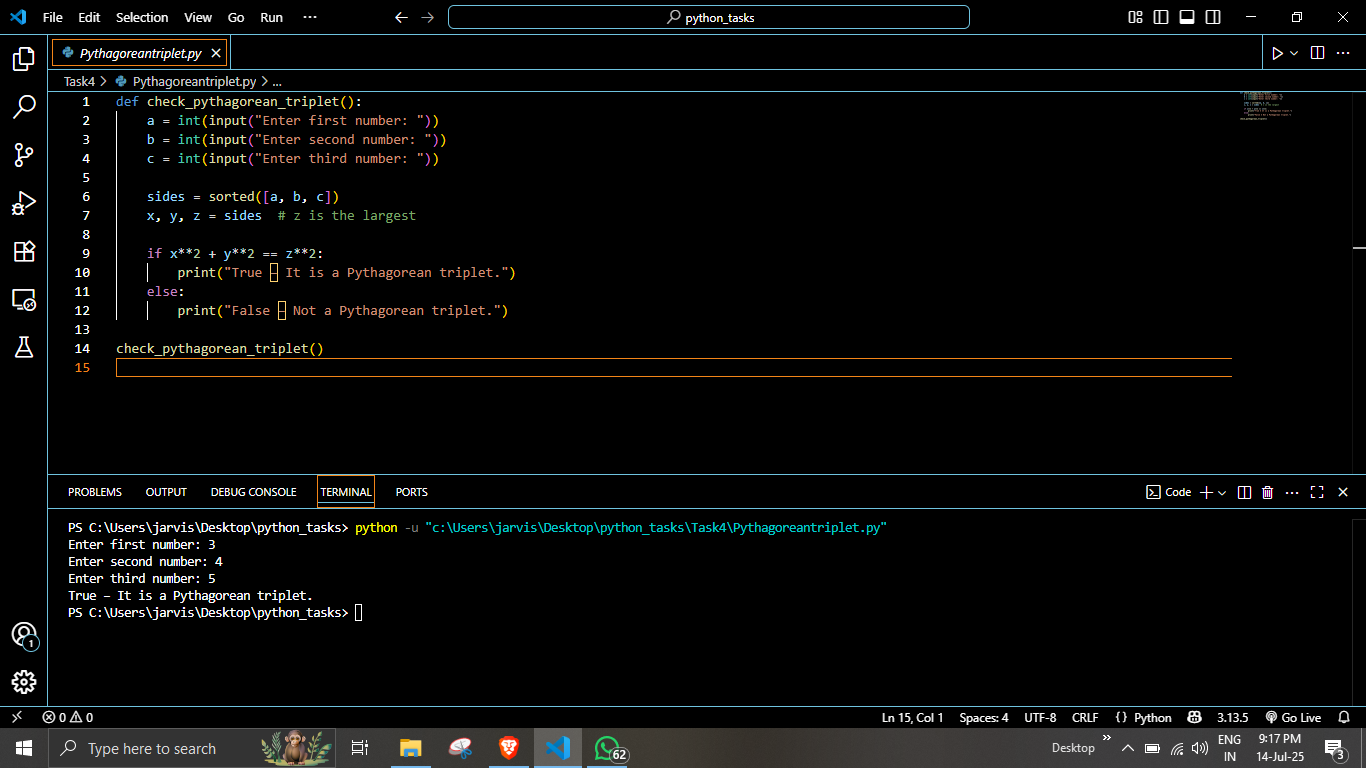 File Edit Selection View Go Run ··· python_tasks
Pythagoreantriplet.py
Task4 > Pythagoreantriplet.py > ...
1 def check_pythagorean_triplet():
2     a = int(input("Enter first number: "))
3     b = int(input("Enter second number: "))
4     c = int(input("Enter third number: "))
5
6     sides = sorted([a, b, c])
7     x, y, z = sides  # z is the largest
8
9     if x**2 + y**2 == z**2:
10         print("True – It is a Pythagorean triplet.")
11     else:
12         print("False – Not a Pythagorean triplet.")
13
14 check_pythagorean_triplet()
15
PROBLEMS OUTPUT DEBUG CONSOLE TERMINAL PORTS Code
PS C:\Users\jarvis\Desktop\python_tasks> python -u "c:\Users\jarvis\Desktop\python_tasks\Task4\Pythagoreantriplet.py"
Enter first number: 3
Enter second number: 4
Enter third number: 5
True – It is a Pythagorean triplet.
PS C:\Users\jarvis\Desktop\python_tasks>
1
0 0 Ln 15, Col 1 Spaces: 4 UTF-8 CRLF {} Python 3.13.5 Go Live
Type here to search 62 Desktop ENG IN 9:17 PM 14-Jul-25 3